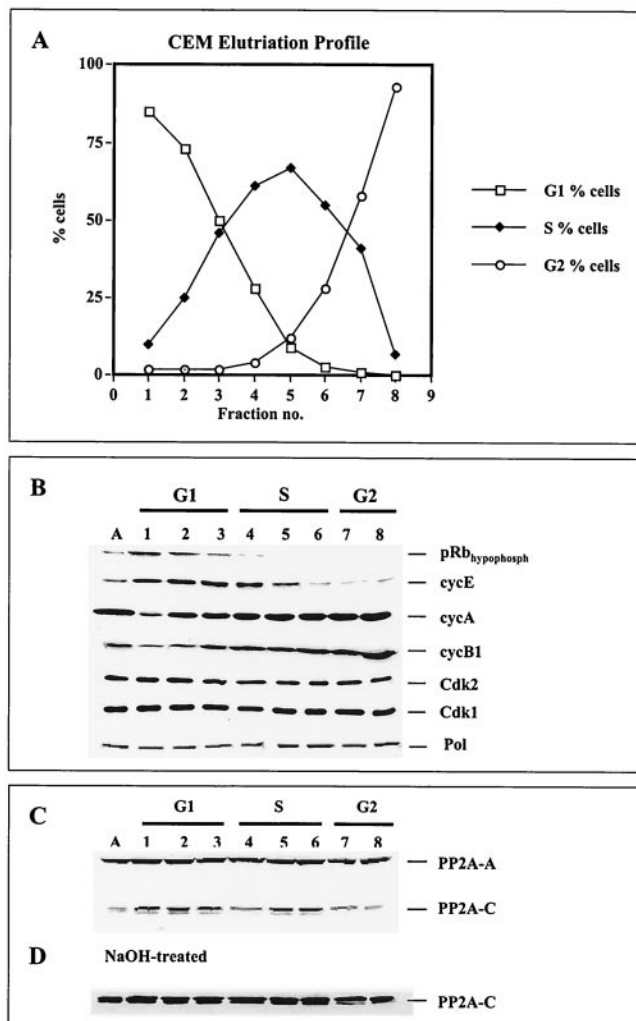 A
CEM Elutriation Profile
100
75
50
25
0
% cells
0 1 2 3 4 5 6 7 8 9
Fraction no.
G1 % cells
S % cells
G2 % cells
B
G1 S G2
A 1 2 3 4 5 6 7 8
pRbhypophosph
cycE
cycA
cycB1
Cdk2
Cdk1
Pol
C
G1 S G2
A 1 2 3 4 5 6 7 8
PP2A-A
PP2A-C
D NaOH-treated
PP2A-C